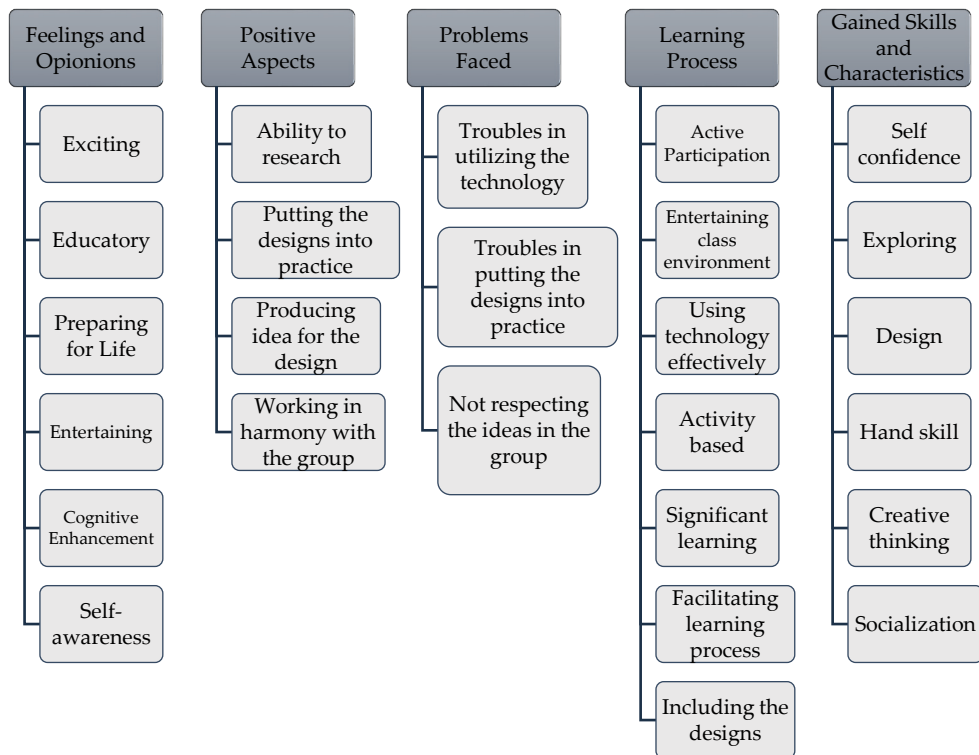 Feelings and
Opionions
Exciting
Educatory
Preparing
for Life
Entertaining
Cognitive
Enhancement
Self-
awareness
Positive
Aspects
Ability to
research
Putting the
designs into
practice
Producing
idea for the
design
Working in
harmony with
the group
Problems
Faced
Troubles in
utilizing the
technology
Troubles in
putting the
designs into
practice
Not respecting
the ideas in the
group
Learning
Process
Active
Participation
Entertaining
class
environment
Using
technology
effectively
Activity
based
Significant
learning
Facilitating
learning
process
Including the
designs
Gained Skills
and
Characteristics
Self
confidence
Exploring
Design
Hand skill
Creative
thinking
Socialization